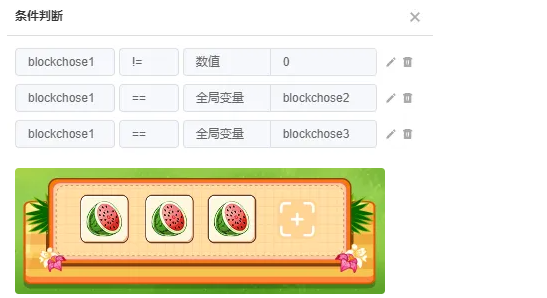 条件判断
blockchose1 != 数值 0
blockchose1 == 全局变量 blockchose2
blockchose1 == 全局变量 blockchose3